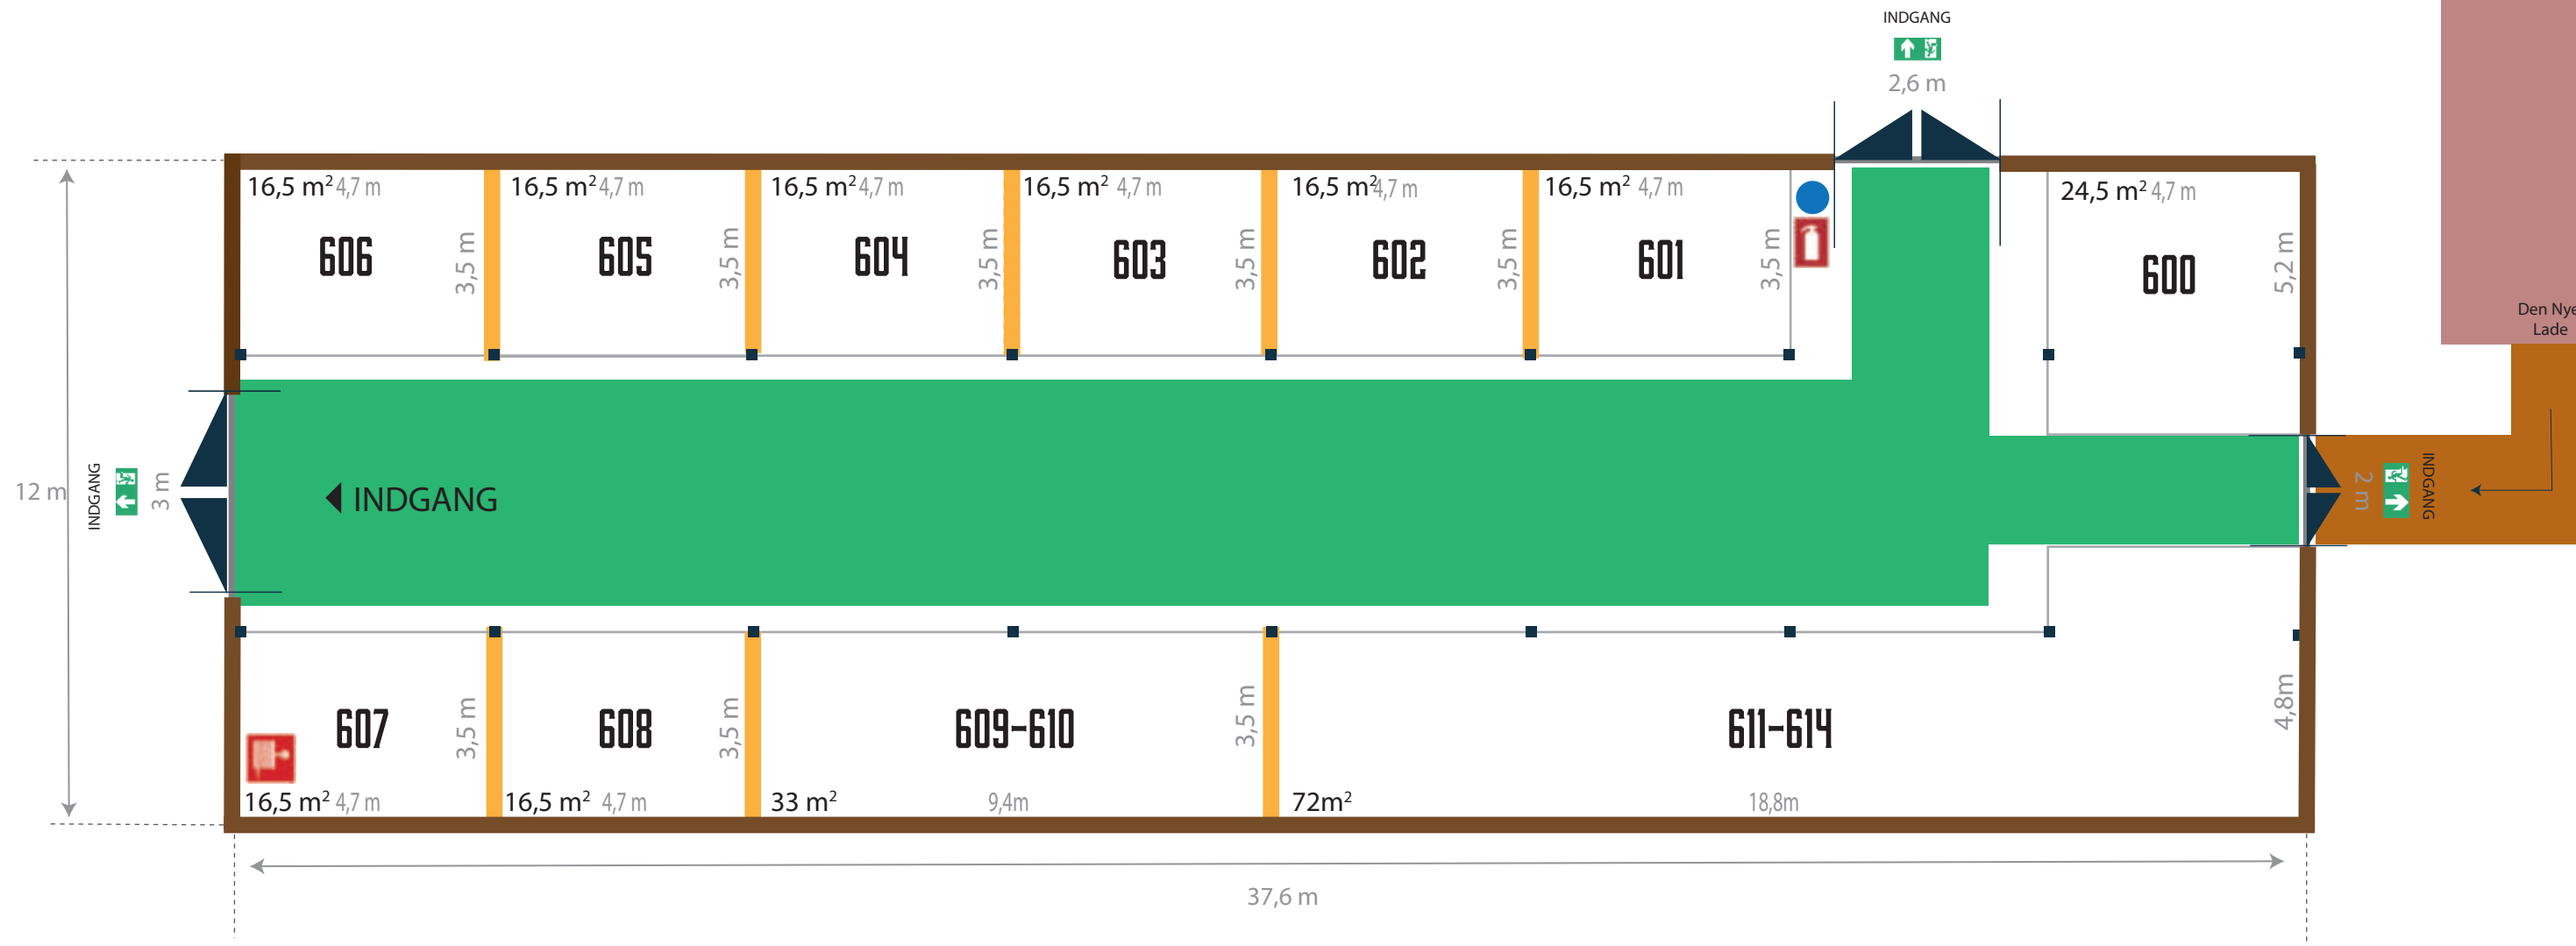 INDGANG
2,6 m
16,5 m² 4,7 m
16,5 m² 4,7 m
16,5 m² 4,7 m
16,5 m² 4,7 m
16,5 m² 4,7 m
16,5 m² 4,7 m
24,5 m² 4,7 m
606
3,5 m
605
3,5 m
604
3,5 m
603
3,5 m
602
3,5 m
601
3,5 m
600
5,2 m
Den Nye
Lade
12 m
INDGANG
3 m
INDGANG
2 m
INDGANG
607
3,5 m
608
3,5 m
609-610
3,5 m
611-614
4,8m
16,5 m² 4,7 m
16,5 m² 4,7 m
33 m²
9,4m
72m²
18,8m
37,6 m